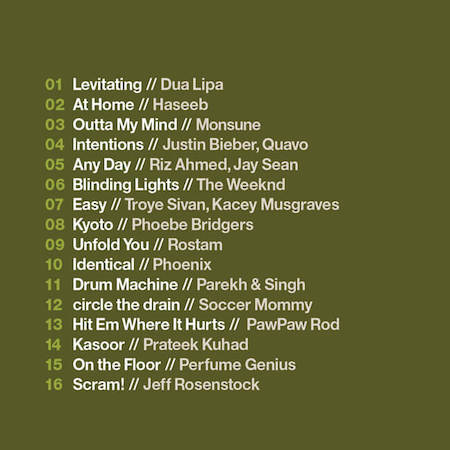 01 Levitating // Dua Lipa
02 At Home // Haseeb
03 Outta My Mind // Monsune
04 Intentions // Justin Bieber, Quavo
05 Any Day // Riz Ahmed, Jay Sean
06 Blinding Lights // The Weeknd
07 Easy // Troye Sivan, Kacey Musgraves
08 Kyoto // Phoebe Bridgers
09 Unfold You // Rostam
10 Identical // Phoenix
11 Drum Machine // Parekh & Singh
12 circle the drain // Soccer Mommy
13 Hit Em Where It Hurts // PawPaw Rod
14 Kasoor // Prateek Kuhad
15 On the Floor // Perfume Genius
16 Scram! // Jeff Rosenstock